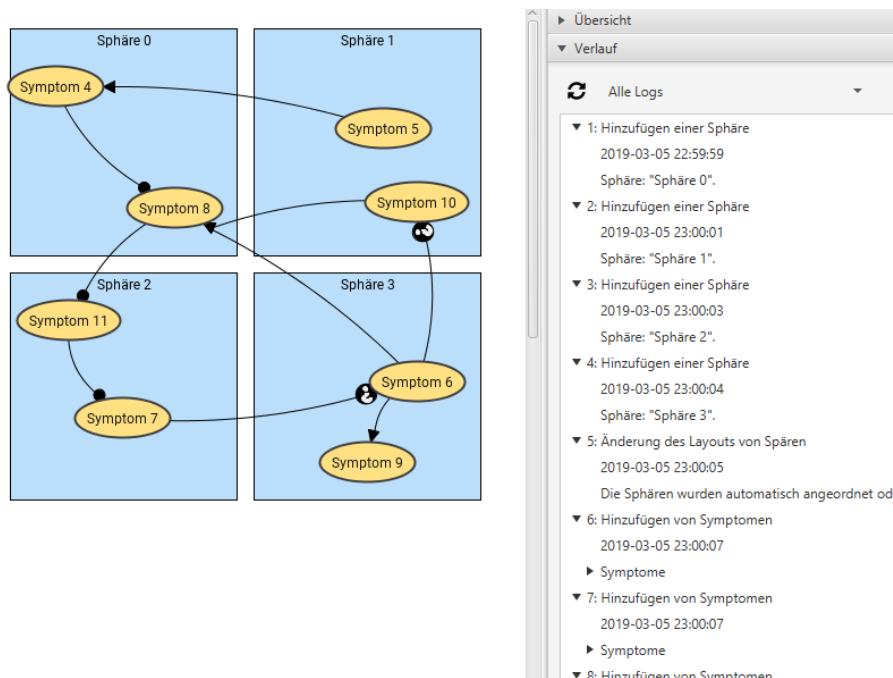 Sphäre 0
Sphäre 1
Symptom 4
Symptom 5
Symptom 8
Symptom 10
Sphäre 2
Sphäre 3
Symptom 11
Symptom 6
Symptom 7
Symptom 9
Übersicht
Verlauf
Alle Logs
1: Hinzufügen einer Sphäre
2019-03-05 22:59:59
Sphäre: "Sphäre 0".
2: Hinzufügen einer Sphäre
2019-03-05 23:00:01
Sphäre: "Sphäre 1".
3: Hinzufügen einer Sphäre
2019-03-05 23:00:03
Sphäre: "Sphäre 2".
4: Hinzufügen einer Sphäre
2019-03-05 23:00:04
Sphäre: "Sphäre 3".
5: Änderung des Layouts von Spären
2019-03-05 23:00:05
Die Sphären wurden automatisch angeordnet od
6: Hinzufügen von Symptomen
2019-03-05 23:00:07
Symptome
7: Hinzufügen von Symptomen
2019-03-05 23:00:07
Symptome
8: Hinzufügen von Symptomen